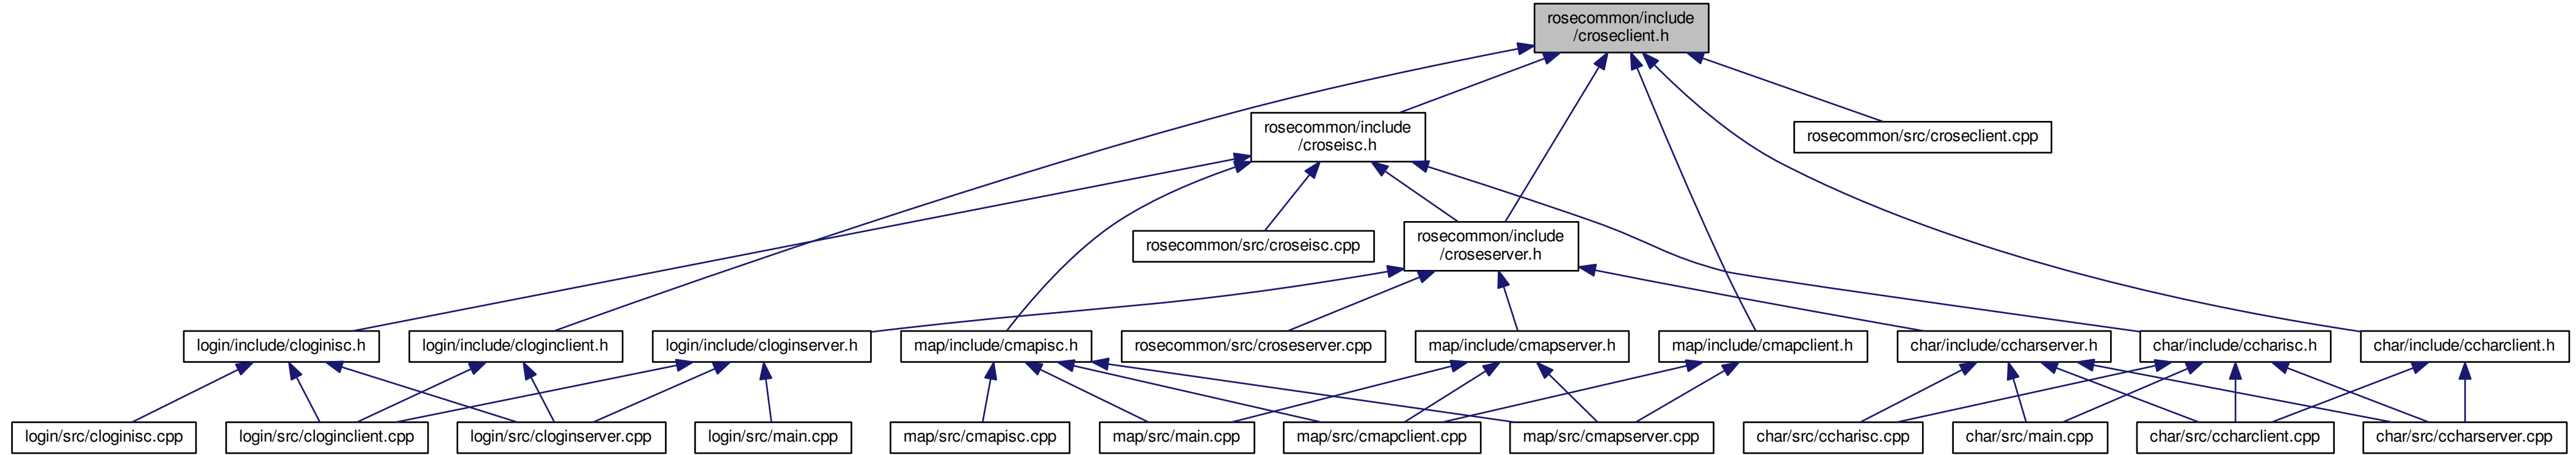 rosecommon/include
/croseclient.h
rosecommon/include
/croseisc.h
rosecommon/src/croseclient.cpp
rosecommon/src/croseisc.cpp
rosecommon/include
/croseserver.h
login/include/cloginisc.h
login/include/cloginclient.h
login/include/cloginserver.h
map/include/cmapisc.h
rosecommon/src/croseserver.cpp
map/include/cmapserver.h
map/include/cmapclient.h
char/include/ccharserver.h
char/include/ccharisc.h
char/include/ccharclient.h
login/src/cloginisc.cpp
login/src/cloginclient.cpp
login/src/cloginserver.cpp
login/src/main.cpp
map/src/cmapisc.cpp
map/src/main.cpp
map/src/cmapclient.cpp
map/src/cmapserver.cpp
char/src/ccharisc.cpp
char/src/main.cpp
char/src/ccharclient.cpp
char/src/ccharserver.cpp